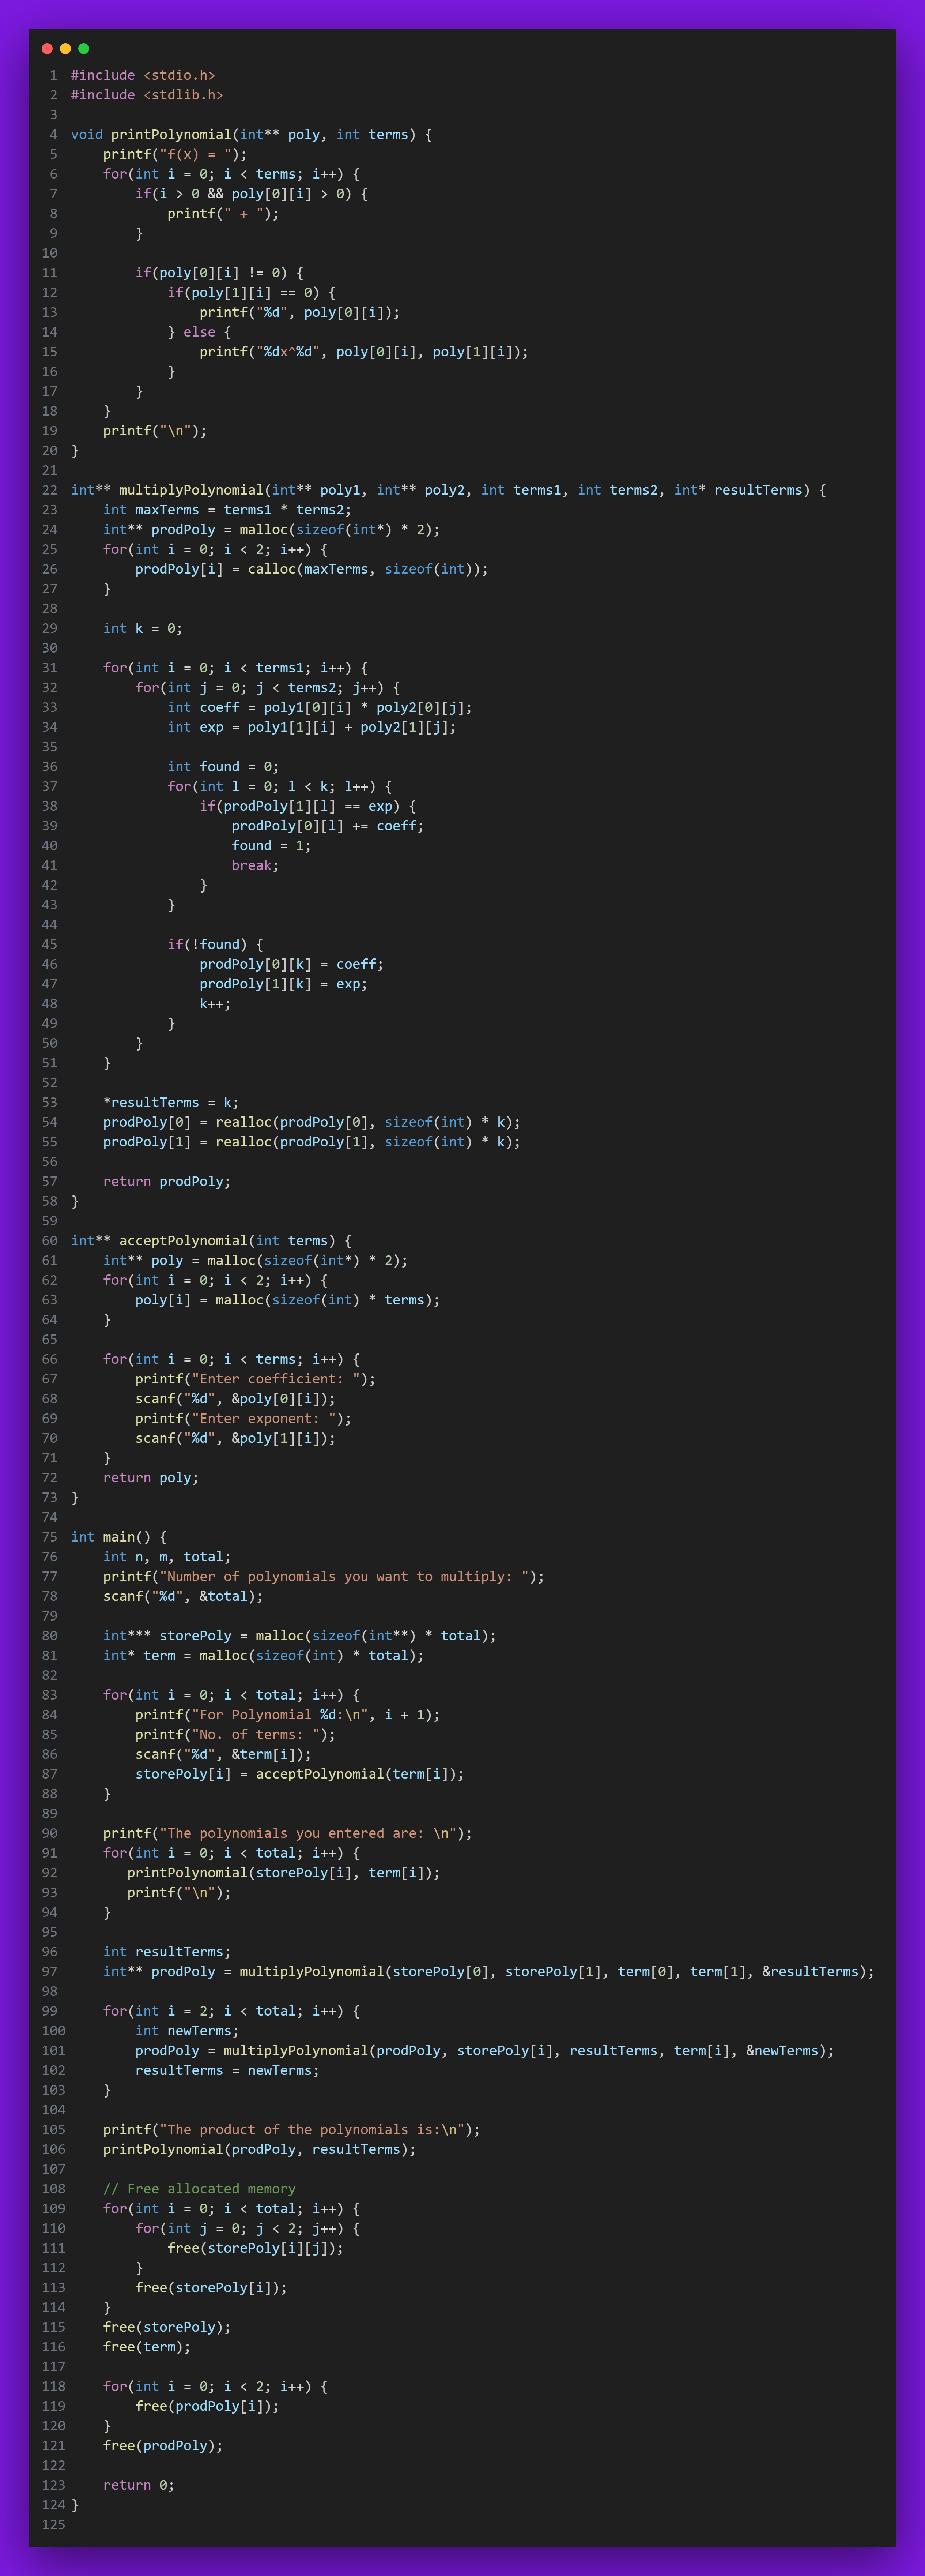 1 #include <stdio.h>
2 #include <stdlib.h>
3
4 void printPolynomial(int** poly, int terms) {
5     printf("f(x) = ");
6     for(int i = 0; i < terms; i++) {
7         if(i > 0 && poly[0][i] > 0) {
8             printf(" + ");
9         }
10
11         if(poly[0][i] != 0) {
12             if(poly[1][i] == 0) {
13                 printf("%d", poly[0][i]);
14             } else {
15                 printf("%dx^%d", poly[0][i], poly[1][i]);
16             }
17         }
18     }
19     printf("\n");
20 }
21
22 int** multiplyPolynomial(int** poly1, int** poly2, int terms1, int terms2, int* resultTerms) {
23     int maxTerms = terms1 * terms2;
24     int** prodPoly = malloc(sizeof(int*) * 2);
25     for(int i = 0; i < 2; i++) {
26         prodPoly[i] = calloc(maxTerms, sizeof(int));
27     }
28
29     int k = 0;
30
31     for(int i = 0; i < terms1; i++) {
32         for(int j = 0; j < terms2; j++) {
33             int coeff = poly1[0][i] * poly2[0][j];
34             int exp = poly1[1][i] + poly2[1][j];
35
36             int found = 0;
37             for(int l = 0; l < k; l++) {
38                 if(prodPoly[1][l] == exp) {
39                     prodPoly[0][l] += coeff;
40                     found = 1;
41                     break;
42                 }
43             }
44
45             if(!found) {
46                 prodPoly[0][k] = coeff;
47                 prodPoly[1][k] = exp;
48                 k++;
49             }
50         }
51     }
52
53     *resultTerms = k;
54     prodPoly[0] = realloc(prodPoly[0], sizeof(int) * k);
55     prodPoly[1] = realloc(prodPoly[1], sizeof(int) * k);
56
57     return prodPoly;
58 }
59
60 int** acceptPolynomial(int terms) {
61     int** poly = malloc(sizeof(int*) * 2);
62     for(int i = 0; i < 2; i++) {
63         poly[i] = malloc(sizeof(int) * terms);
64     }
65
66     for(int i = 0; i < terms; i++) {
67         printf("Enter coefficient: ");
68         scanf("%d", &poly[0][i]);
69         printf("Enter exponent: ");
70         scanf("%d", &poly[1][i]);
71     }
72     return poly;
73 }
74
75 int main() {
76     int n, m, total;
77     printf("Number of polynomials you want to multiply: ");
78     scanf("%d", &total);
79
80     int*** storePoly = malloc(sizeof(int**) * total);
81     int* term = malloc(sizeof(int) * total);
82
83     for(int i = 0; i < total; i++) {
84         printf("For Polynomial %d:\n", i + 1);
85         printf("No. of terms: ");
86         scanf("%d", &term[i]);
87         storePoly[i] = acceptPolynomial(term[i]);
88     }
89
90     printf("The polynomials you entered are: \n");
91     for(int i = 0; i < total; i++) {
92        printPolynomial(storePoly[i], term[i]);
93        printf("\n");
94     }
95
96     int resultTerms;
97     int** prodPoly = multiplyPolynomial(storePoly[0], storePoly[1], term[0], term[1], &resultTerms);
98
99     for(int i = 2; i < total; i++) {
100         int newTerms;
101         prodPoly = multiplyPolynomial(prodPoly, storePoly[i], resultTerms, term[i], &newTerms);
102         resultTerms = newTerms;
103     }
104
105     printf("The product of the polynomials is:\n");
106     printPolynomial(prodPoly, resultTerms);
107
108     // Free allocated memory
109     for(int i = 0; i < total; i++) {
110         for(int j = 0; j < 2; j++) {
111             free(storePoly[i][j]);
112         }
113         free(storePoly[i]);
114     }
115     free(storePoly);
116     free(term);
117
118     for(int i = 0; i < 2; i++) {
119         free(prodPoly[i]);
120     }
121     free(prodPoly);
122
123     return 0;
124 }
125